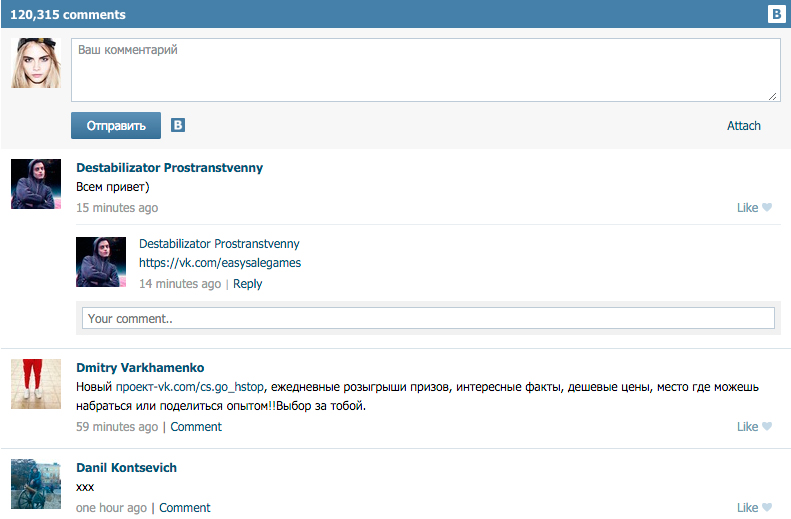 120,315 comments
B
Ваш комментарий
Отправить
B
Attach
Destabilizator Prostranstvenny
Всем привет)
15 minutes ago
Like
Destabilizator Prostranstvenny
https://vk.com/easysalegames
14 minutes ago | Reply
Your comment..
Dmitry Varkhamenko
Новый проект-vk.com/cs.go_hstop, ежедневные розыгрыши призов, интересные факты, дешевые цены, место где можешь
набраться или поделиться опытом!!Выбор за тобой.
59 minutes ago | Comment
Like
Danil Kontsevich
xxx
one hour ago | Comment
Like